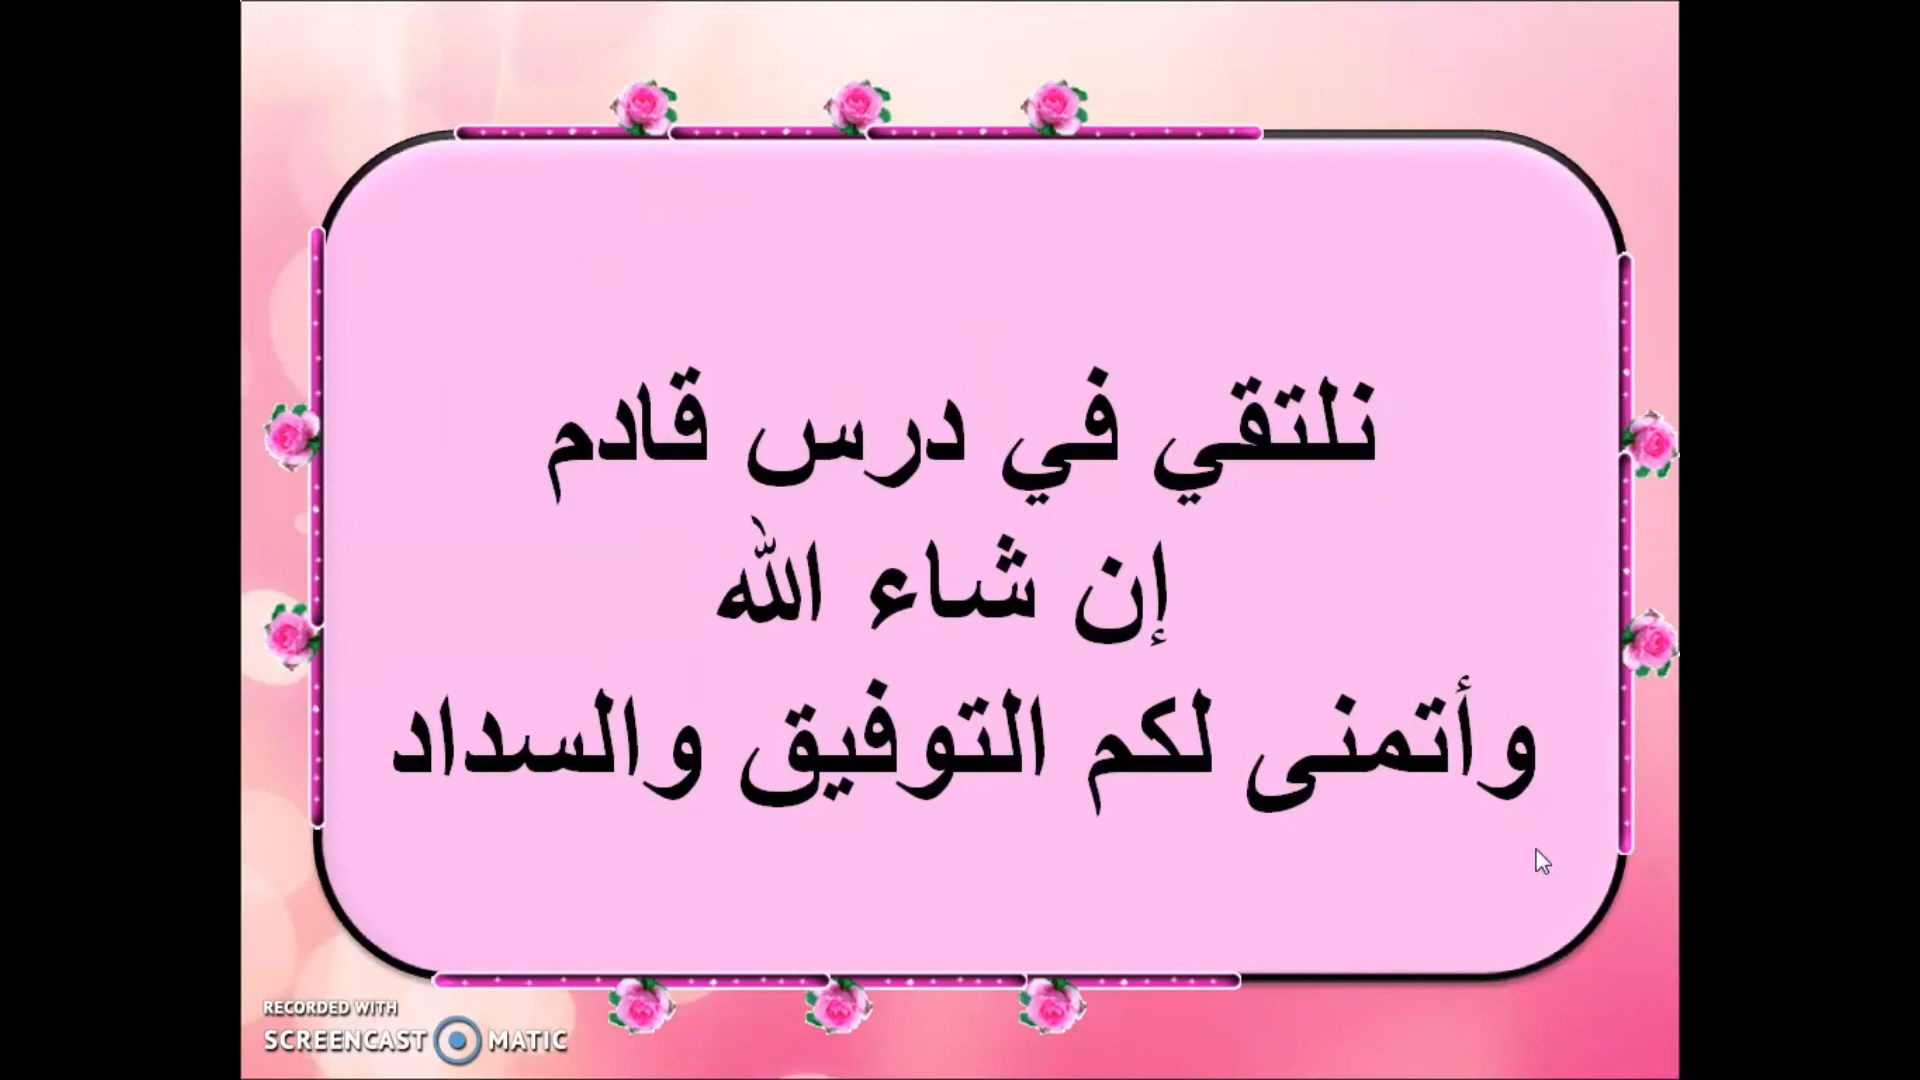 نلتقي في درس قادم
إن شاء الله
وأتمنى لكم التوفيق والسداد
RECORDED WITH
SCREENCAST MATIC